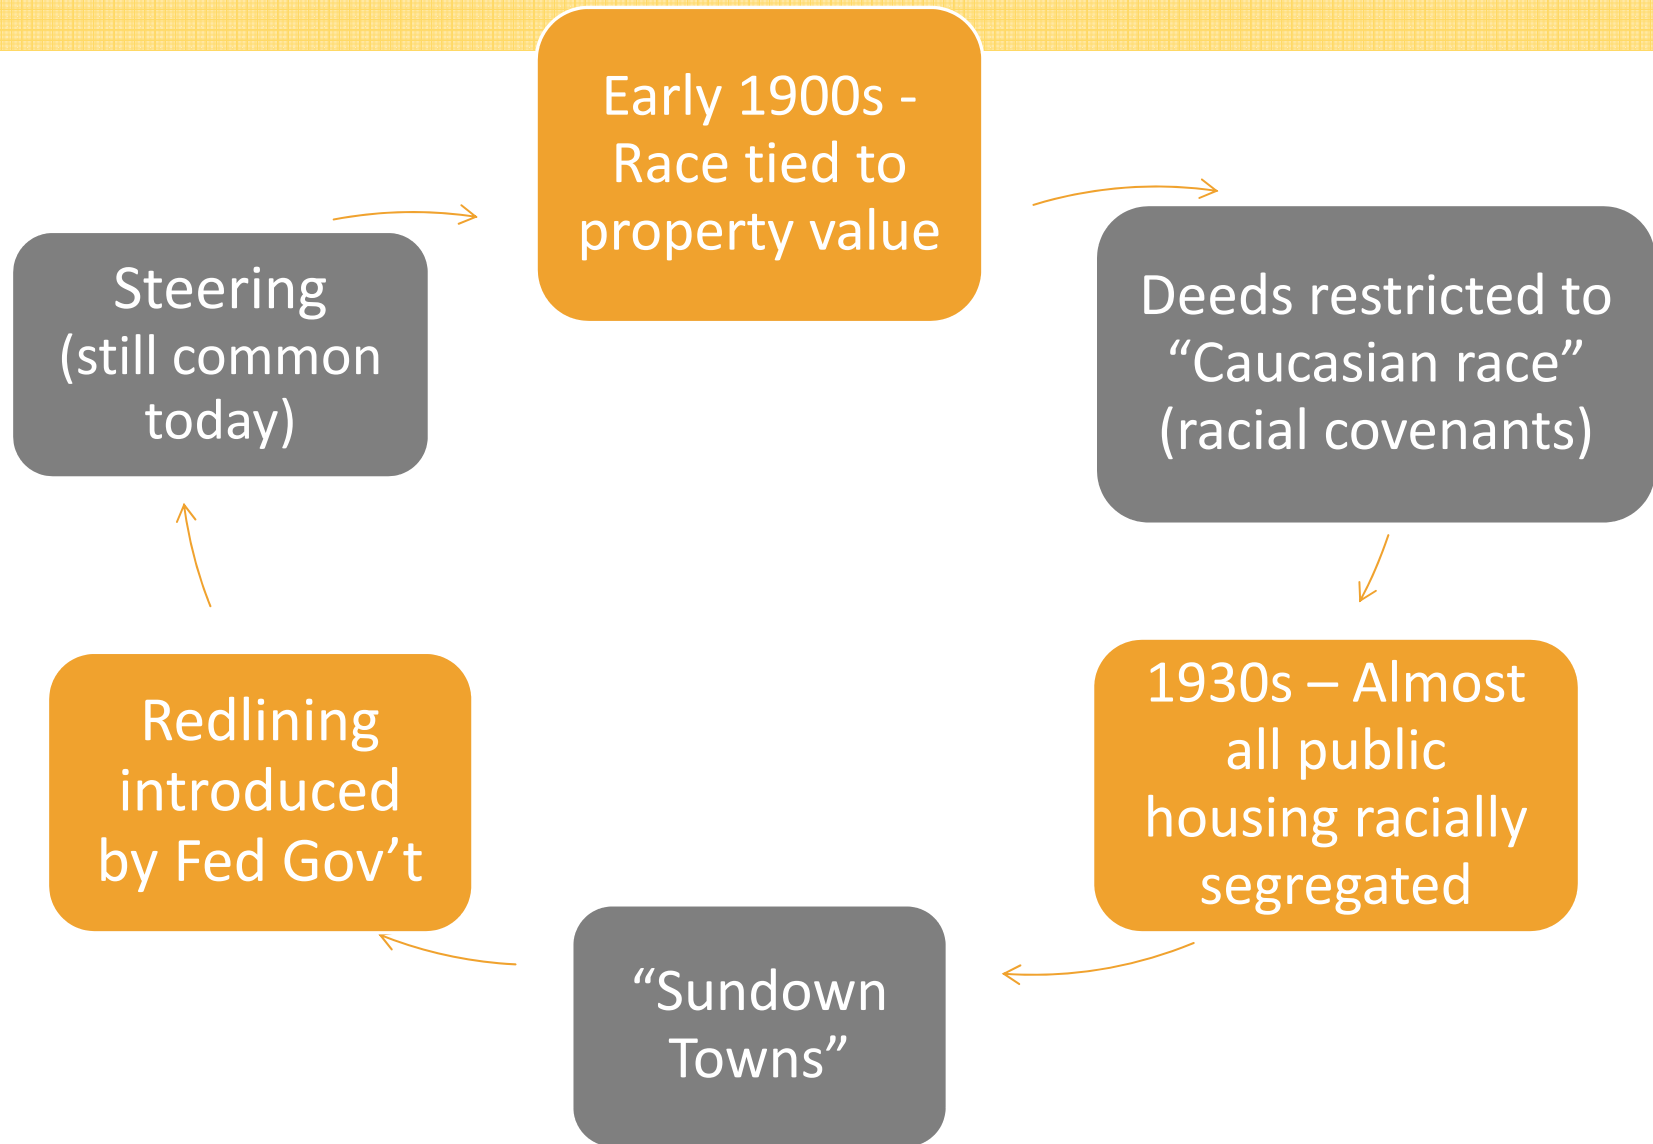 Early 1900s -
Race tied to
property value
Deeds restricted to
“Caucasian race”
(racial covenants)
1930s – Almost
all public
housing racially
segregated
“Sundown
Towns”
Redlining
introduced
by Fed Gov’t
Steering
(still common
today)